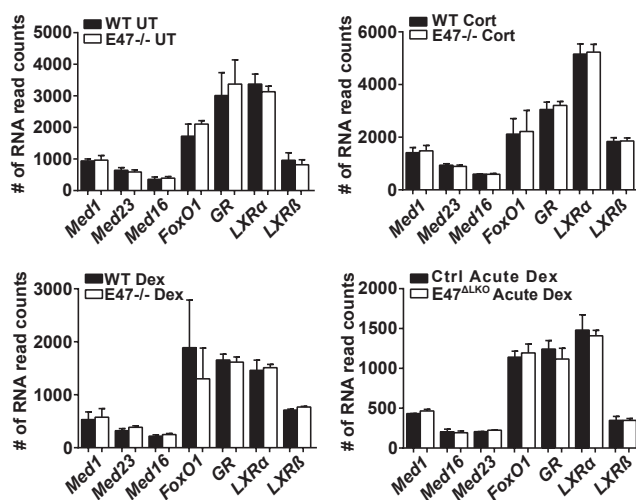 WT UT
E47-/- UT
# of RNA read counts
5000
4000
3000
2000
1000
0
Med1
Med23
Med16
FoxO1
GR
LXRα
LXRß
WT Cort
E47-/- Cort
# of RNA read counts
6000
4000
2000
0
Med1
Med23
Med16
FoxO1
GR
LXRα
LXRß
WT Dex
E47-/- Dex
# of RNA read counts
3000
2000
1000
0
Med1
Med23
Med16
FoxO1
GR
LXRα
LXRß
Ctrl Acute Dex
E47ΔLKO Acute Dex
# of RNA read counts
2000
1500
1000
500
0
Med1
Med16
Med23
FoxO1
GR
LXRα
LXRß